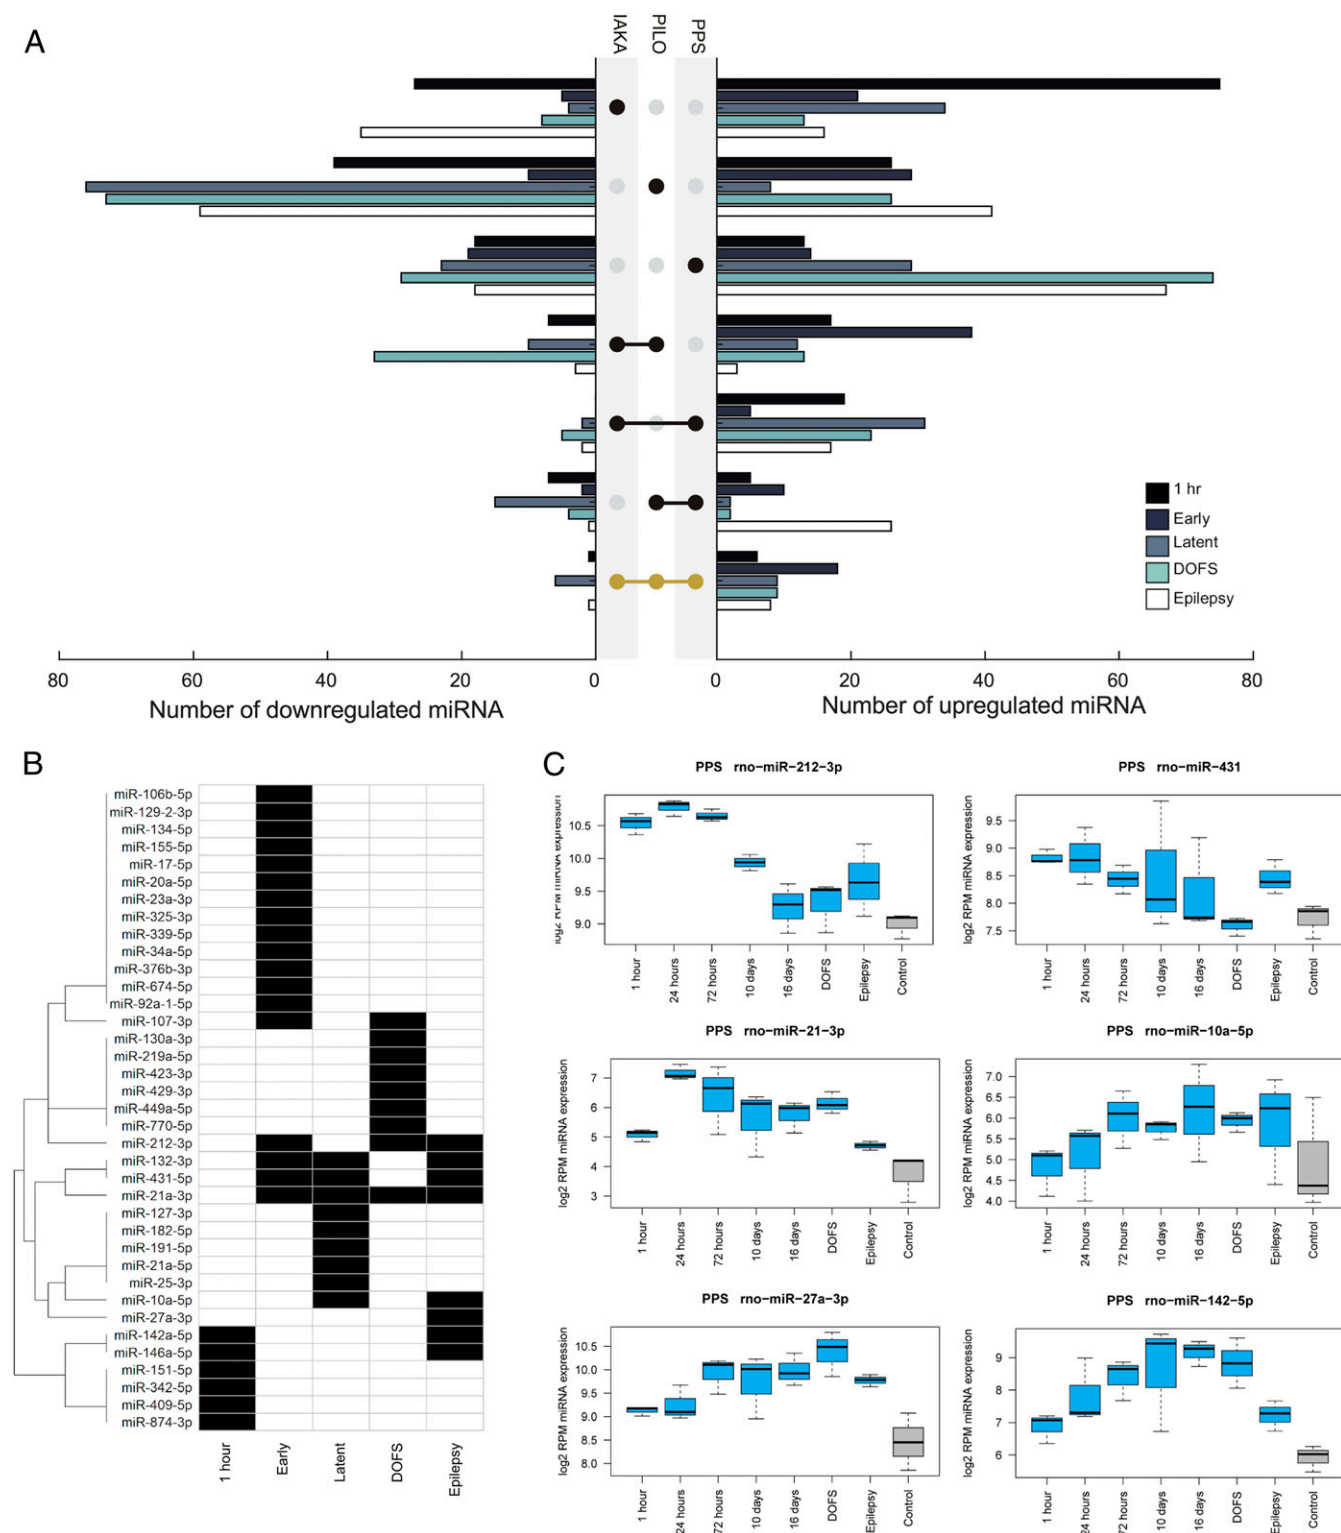 A
IAKA
PILO
PPS
1 hr
Early
Latent
DOFS
Epilepsy
80 60 40 20 0 0 20 40 60 80
Number of downregulated miRNA
Number of upregulated miRNA
B
miR-106b-5p
miR-129-2-3p
miR-134-5p
miR-155-5p
miR-17-5p
miR-20a-5p
miR-23a-3p
miR-325-3p
miR-339-5p
miR-34a-5p
miR-376b-3p
miR-674-5p
miR-92a-1-5p
miR-107-3p
miR-130a-3p
miR-219a-5p
miR-423-3p
miR-429-3p
miR-449a-5p
miR-770-5p
miR-212-3p
miR-132-3p
miR-431-5p
miR-21a-3p
miR-127-3p
miR-182-5p
miR-191-5p
miR-21a-5p
miR-25-3p
miR-10a-5p
miR-27a-3p
miR-142a-5p
miR-146a-5p
miR-151-5p
miR-342-5p
miR-409-5p
miR-874-3p
1 hour
Early
Latent
DOFS
Epilepsy
C
PPS rno-miR-212-3p
log2 RPM miRNA expression
10.5
10.0
9.5
9.0
1 hour
24 hours
72 hours
10 days
16 days
DOFS
Epilepsy
Control
PPS rno-miR-431
log2 RPM miRNA expression
9.5
9.0
8.5
8.0
7.5
1 hour
24 hours
72 hours
10 days
16 days
DOFS
Epilepsy
Control
PPS rno-miR-21-3p
log2 RPM miRNA expression
7
6
5
4
3
1 hour
24 hours
72 hours
10 days
16 days
DOFS
Epilepsy
Control
PPS rno-miR-10a-5p
log2 RPM miRNA expression
7.0
6.5
6.0
5.5
5.0
4.5
4.0
1 hour
24 hours
72 hours
10 days
16 days
DOFS
Epilepsy
Control
PPS rno-miR-27a-3p
log2 RPM miRNA expression
10.5
10.0
9.5
9.0
8.5
8.0
1 hour
24 hours
72 hours
10 days
16 days
DOFS
Epilepsy
Control
PPS rno-miR-142-5p
log2 RPM miRNA expression
9
8
7
6
1 hour
24 hours
72 hours
10 days
16 days
DOFS
Epilepsy
Control